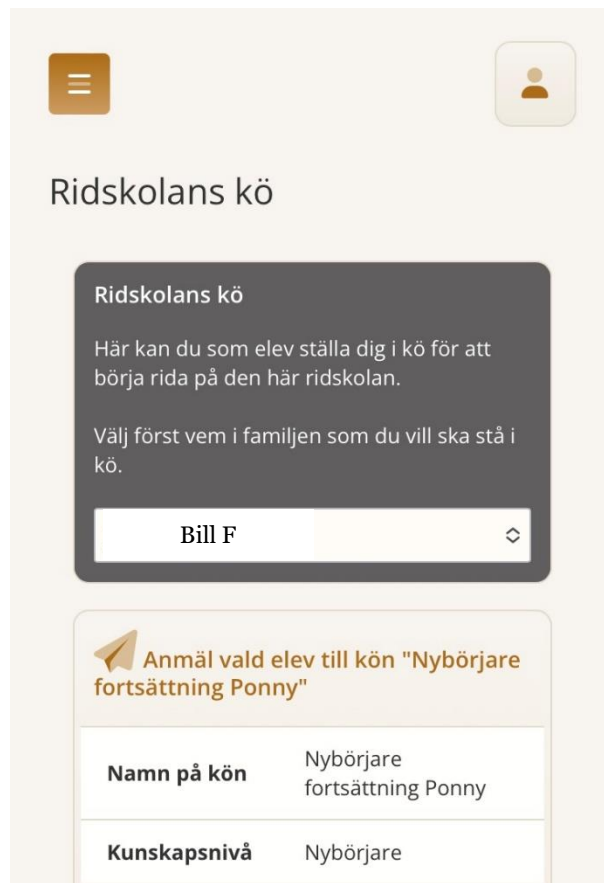 Ridskolans kö
Ridskolans kö
Här kan du som elev ställa dig i kö för att
börja rida på den här ridskolan.
Välj först vem i familjen som du vill ska stå i
kö.
Bill F
Anmäl vald elev till kön "Nybörjare
fortsättning Ponny"
Namn på kön
Nybörjare
fortsättning Ponny
Kunskapsnivå
Nybörjare